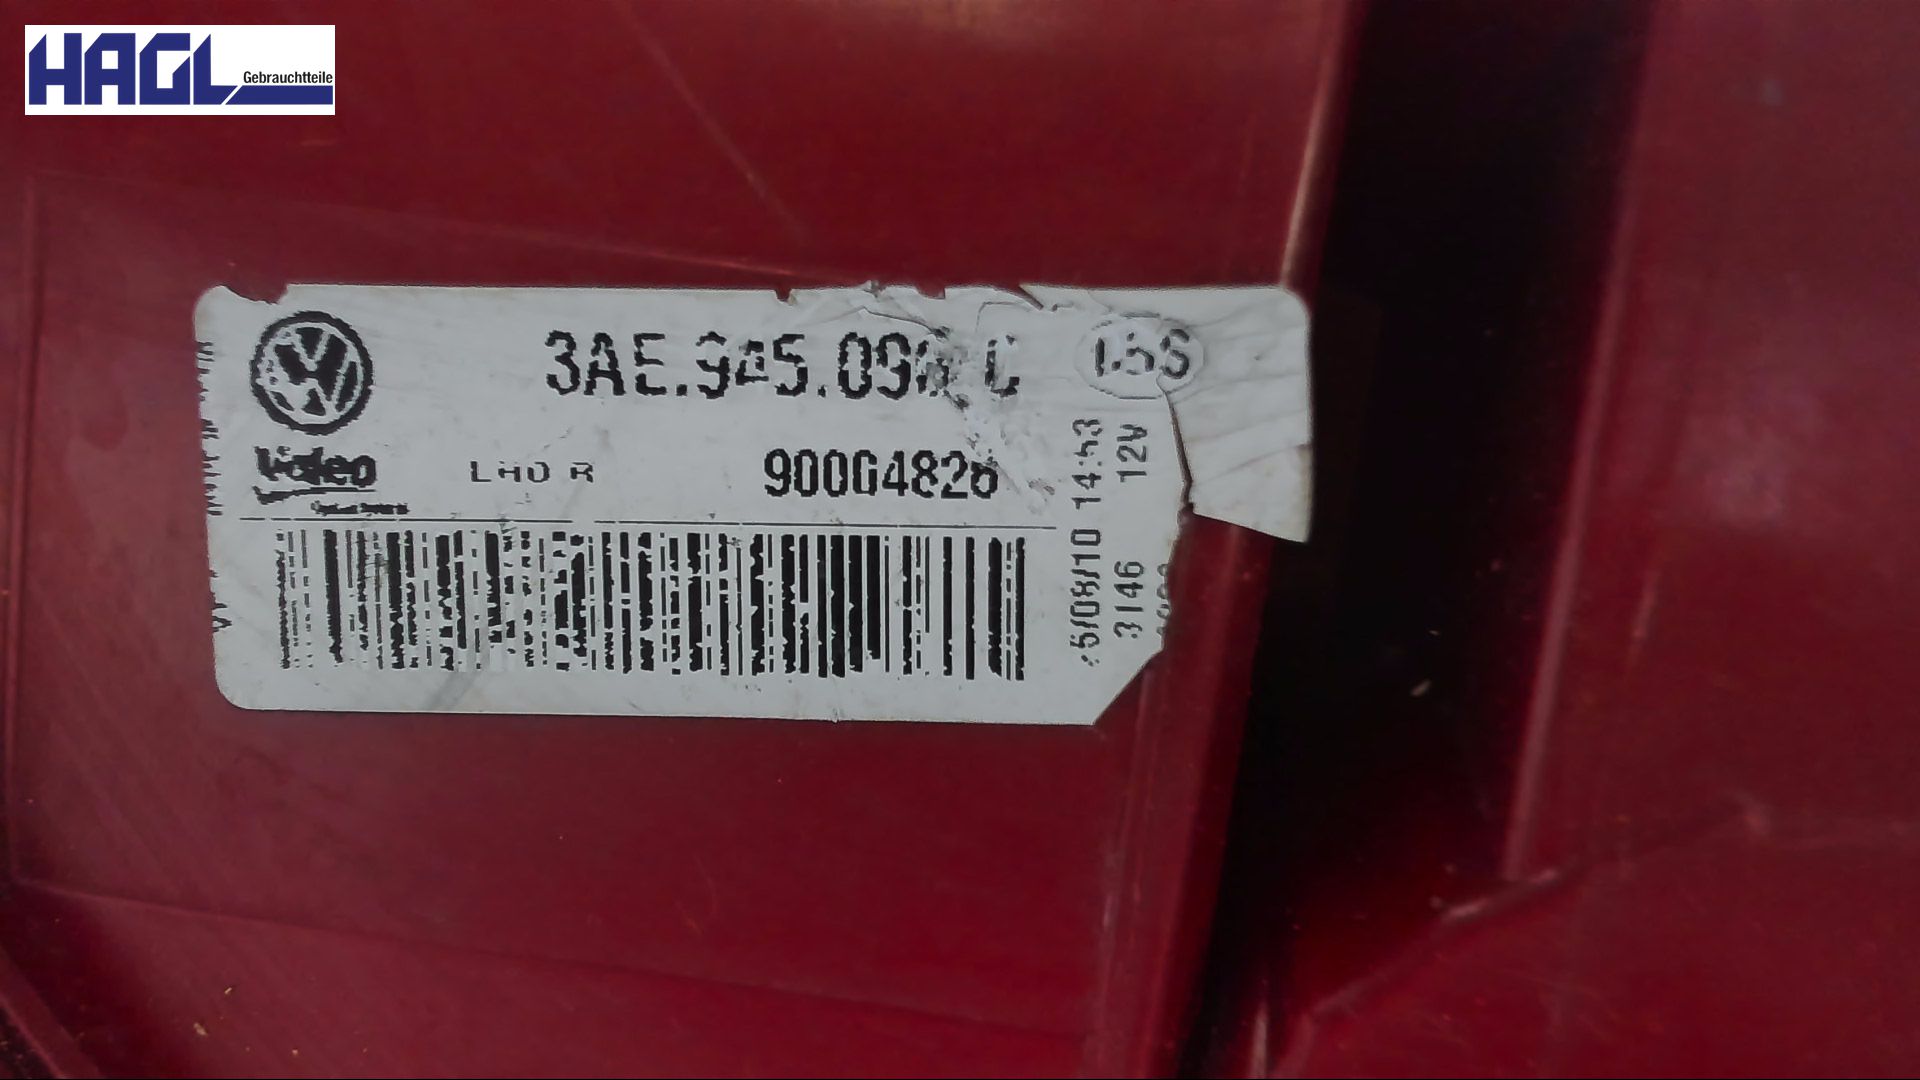 HAGL
Gebrauchtteile
3AE.945.09 C
Valeo
LHD R
90004826
14:53
12V
3146